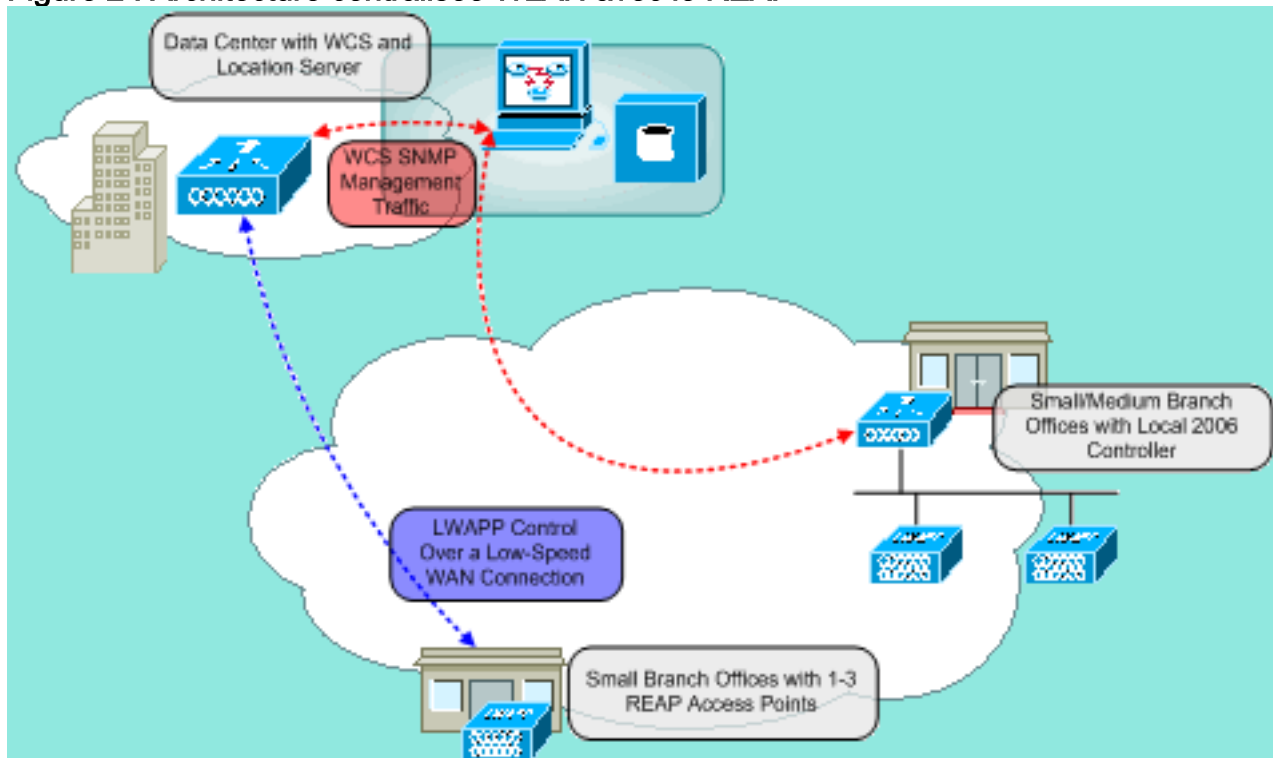 Data Center with WCS and
Location Server
WCS SNMP
Management
Traffic
Small/Medium Branch
Offices with Local 2006
Controller
LWAPP Control
Over a Low-Speed
WAN Connection
Small Branch Offices with 1-3
REAP Access Points